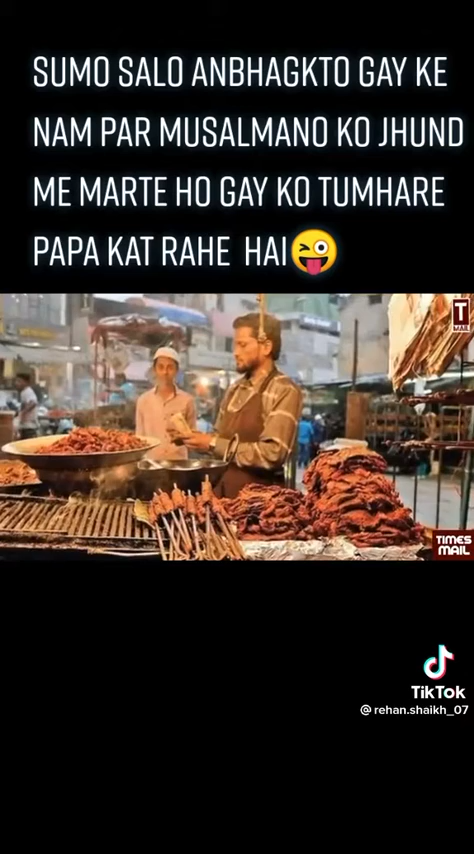 SUMO SALO ANBHAGKTO GAY KE
NAM PAR MUSALMANO KO JHUND
ME MARTE HO GAY KO TUMHARE
PAPA KAT RAHE HAI😜
T
MAIL
TIMES
MAIL
TikTok
@rehan.shaikh_07